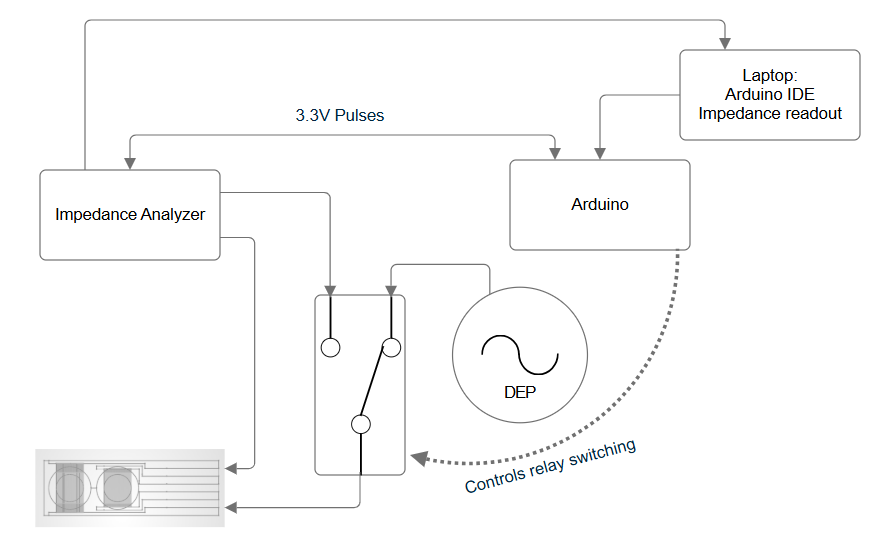 Laptop:
Arduino IDE
Impedance readout
3.3V Pulses
Impedance Analyzer
Arduino
DEP
Controls relay switching